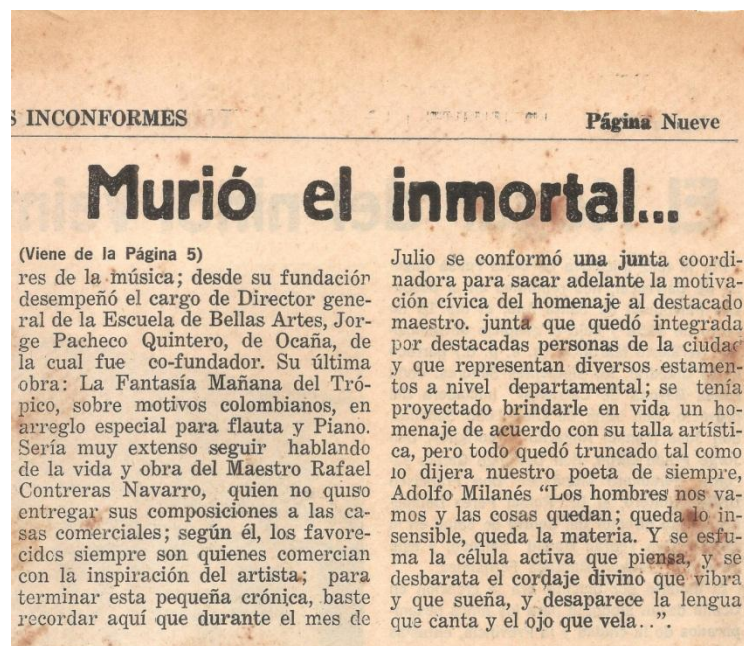 S INCONFORMES
Página Nueve
Murió el inmortal...
(Viene de la Página 5)
res de la música; desde su fundación
desempeñó el cargo de Director gene-
ral de la Escuela de Bellas Artes, Jor-
ge Pacheco Quintero, de Ocaña, de
la cual fue co-fundador. Su última
obra: La Fantasía Mañana del Tró-
pico, sobre motivos colombianos, en
arreglo especial para flauta y Piano.
Sería muy extenso seguir hablando
de la vida y obra del Maestro Rafael
Contreras Navarro, quien no quiso
entregar sus composiciones a las ca-
sas comerciales; según él, los favore-
cidos siempre son quienes comercian
con la inspiración del artista; para
terminar esta pequeña crónica, baste
recordar aquí que durante el mes de
Julio se conformó una junta coordi-
nadora para sacar adelante la motiva-
ción cívica del homenaje al destacado
maestro. junta que quedó integrada
por destacadas personas de la ciudad
y que representan diversos estamen-
tos a nivel departamental; se tenía
proyectado brindarle en vida un ho-
menaje de acuerdo con su talla artísti-
ca, pero todo quedó truncado tal como
lo dijera nuestro poeta de siempre,
Adolfo Milanés “Los hombres nos va-
mos y las cosas quedan; queda lo in-
sensible, queda la materia. Y se esfu-
ma la célula activa que piensa, y se
desbarata el cordaje divino que vibra
y que sueña, y desaparece la lengua
que canta y el ojo que vela..”.